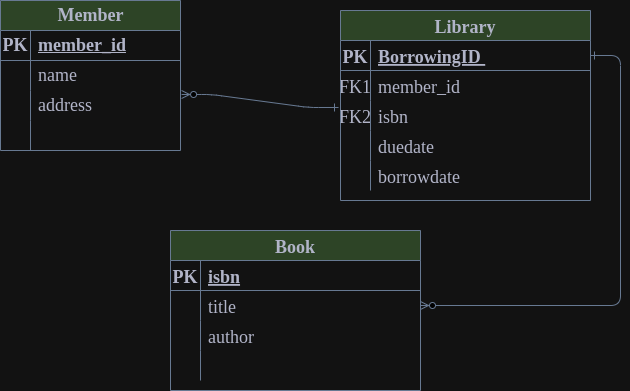 Member
PK member_id
name
address
Library
PK BorrowingID
FK1 member_id
FK2 isbn
duedate
borrowdate
Book
PK isbn
title
author